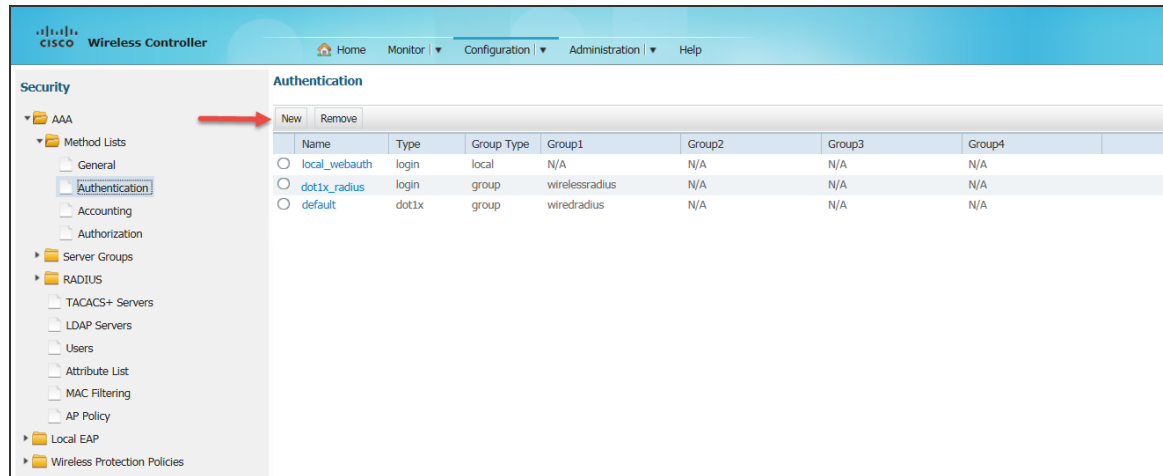 CISCO Wireless Controller
Home Monitor Configuration Administration Help
Security
AAA
Method Lists
General
Authentication
Accounting
Authorization
Server Groups
RADIUS
TACACS+ Servers
LDAP Servers
Users
Attribute List
MAC Filtering
AP Policy
Local EAP
Wireless Protection Policies
Authentication
New Remove
Name Type Group Type Group1 Group2 Group3 Group4
local_webauth login local N/A N/A N/A N/A
dot1x_radius login group wirelessradius N/A N/A N/A
default dot1x group wiredradius N/A N/A N/A